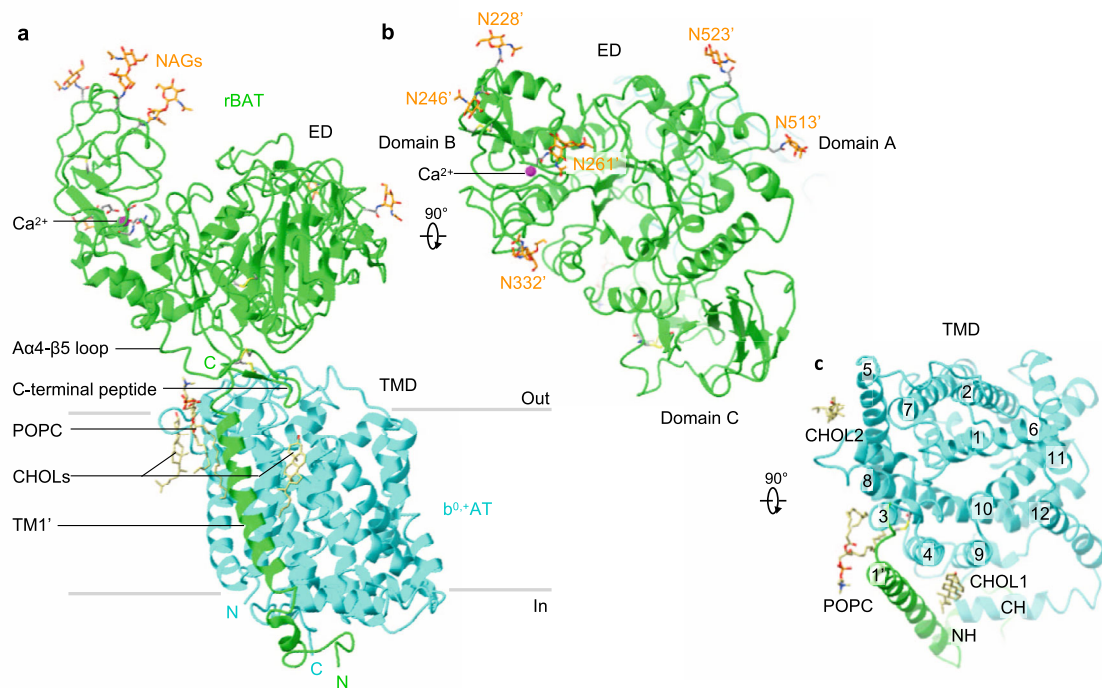 a
NAGs
rBAT
ED
Ca²⁺
Aα4-β5 loop
C
C-terminal peptide
TMD
Out
POPC
CHOLs
TM1'
b⁰,⁺AT
In
N
C
N
90°
b
N228'
ED
N523'
N246'
N513'
Domain B
Domain A
N261'
Ca²⁺
N332'
Domain C
90°
TMD
c
5
2
7
CHOL2
6
1
11
8
3
10
12
4
9
1'
CHOL1
POPC
CH
NH